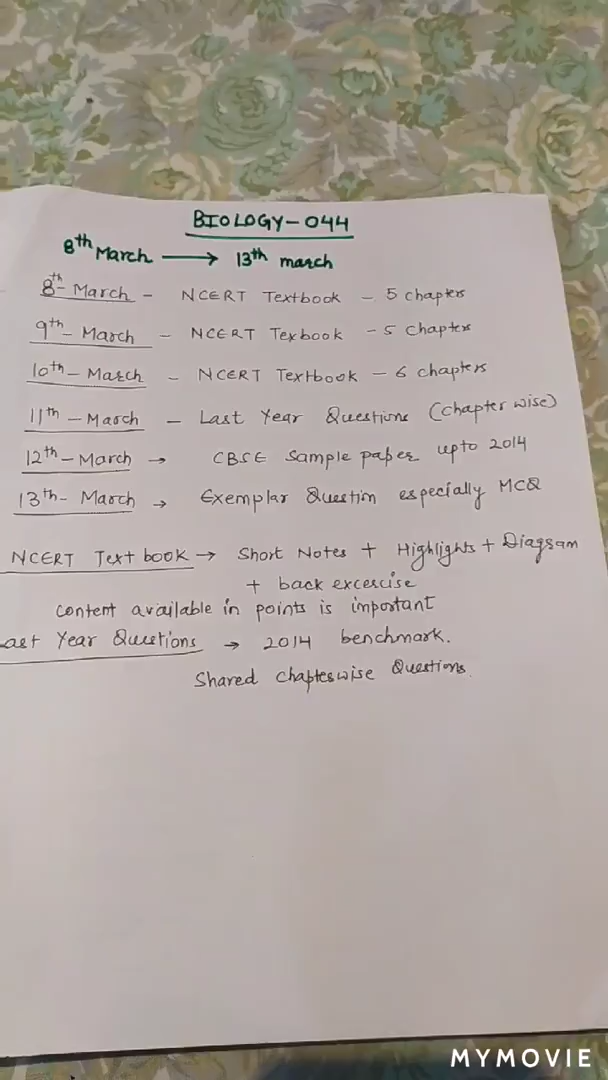 BIOLOGY-044
8th March → 13th march
8th- March - NCERT Textbook - 5 chapters
9th- March - NCERT Texbook - 5 chapters
10th- March - NCERT Textbook - 6 chapters
11th- March - Last Year Questions (chapter wise)
12th- March → CBSE sample paper upto 2014
13th- March → Exemplar Question especially MCQ
NCERT Text book → Short Notes + Highlights + Diagram
+ back excercise
content available in points is important
ast Year Questions → 2014 benchmark.
Shared chapterwise Questions.
MYMOVIE